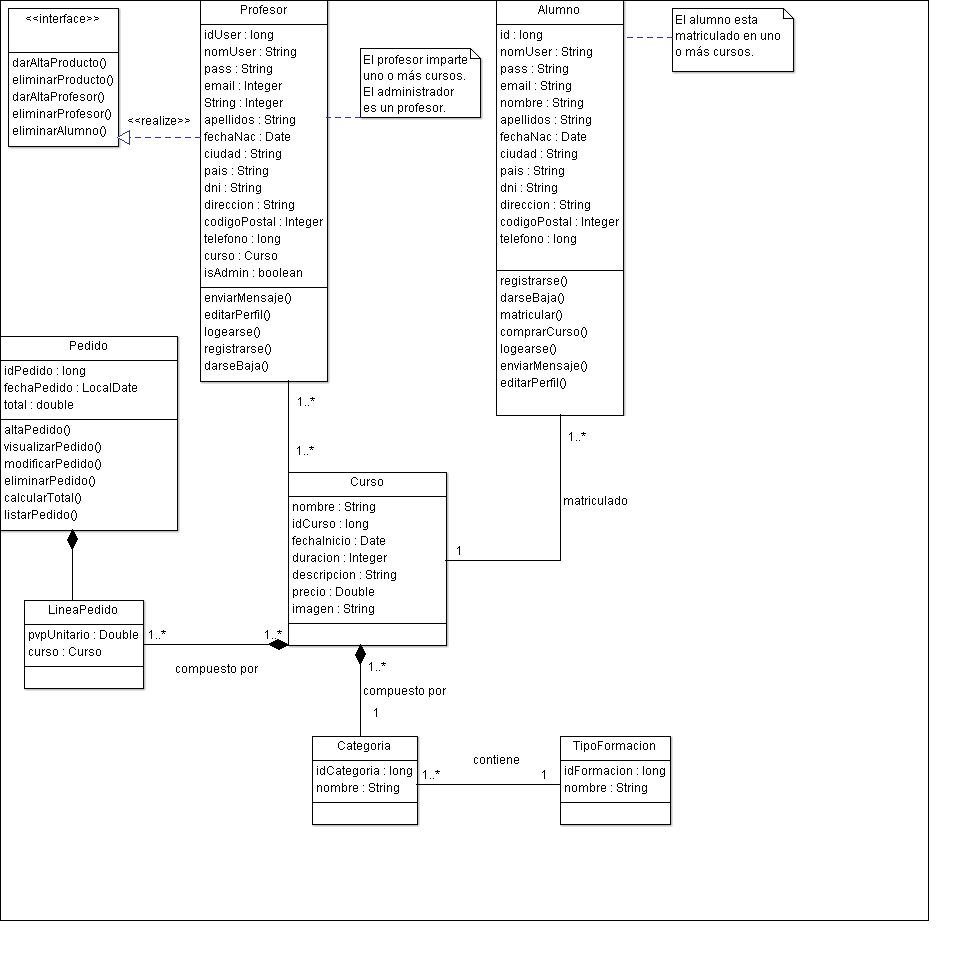 <<interface>>
darAltaProducto()
eliminarProducto()
darAltaProfesor()
eliminarProfesor()
eliminarAlumno()
<<realize>>
Profesor
idUser : long
nomUser : String
pass : String
email : Integer
String : Integer
apellidos : String
fechaNac : Date
ciudad : String
pais : String
dni : String
direccion : String
codigoPostal : Integer
telefono : long
curso : Curso
isAdmin : boolean
enviarMensaje()
editarPerfil()
logearse()
registrarse()
darseBaja()
El profesor imparte
uno o más cursos.
El administrador
es un profesor.
Alumno
id : long
nomUser : String
pass : String
email : String
nombre : String
apellidos : String
fechaNac : Date
ciudad : String
pais : String
dni : String
direccion : String
codigoPostal : Integer
telefono : long
registrarse()
darseBaja()
matricular()
comprarCurso()
logearse()
enviarMensaje()
editarPerfil()
El alumno esta
matriculado en uno
o más cursos.
Pedido
idPedido : long
fechaPedido : LocalDate
total : double
altaPedido()
visualizarPedido()
modificarPedido()
eliminarPedido()
calcularTotal()
listarPedido()
1..*
1..*
1..*
matriculado
1
Curso
nombre : String
idCurso : long
fechaInicio : Date
duracion : Integer
descripcion : String
precio : Double
imagen : String
LineaPedido
pvpUnitario : Double
curso : Curso
1..*
1..*
compuesto por
1..*
compuesto por
1
Categoria
idCategoria : long
nombre : String
1..*
contiene
1
TipoFormacion
idFormacion : long
nombre : String